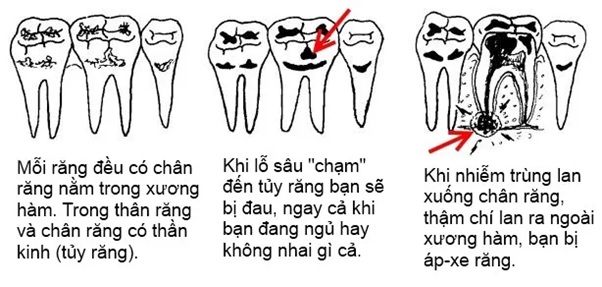 Mỗi răng đều có chân
răng nằm trong xương
hàm. Trong thân răng
và chân răng có thần
kinh (tủy răng).
Khi lỗ sâu "chạm"
đến tủy răng bạn sẽ
bị đau, ngay cả khi
bạn đang ngủ hay
không nhai gì cả.
Khi nhiễm trùng lan
xuống chân răng,
thậm chí lan ra ngoài
xương hàm, bạn bị
áp-xe răng.